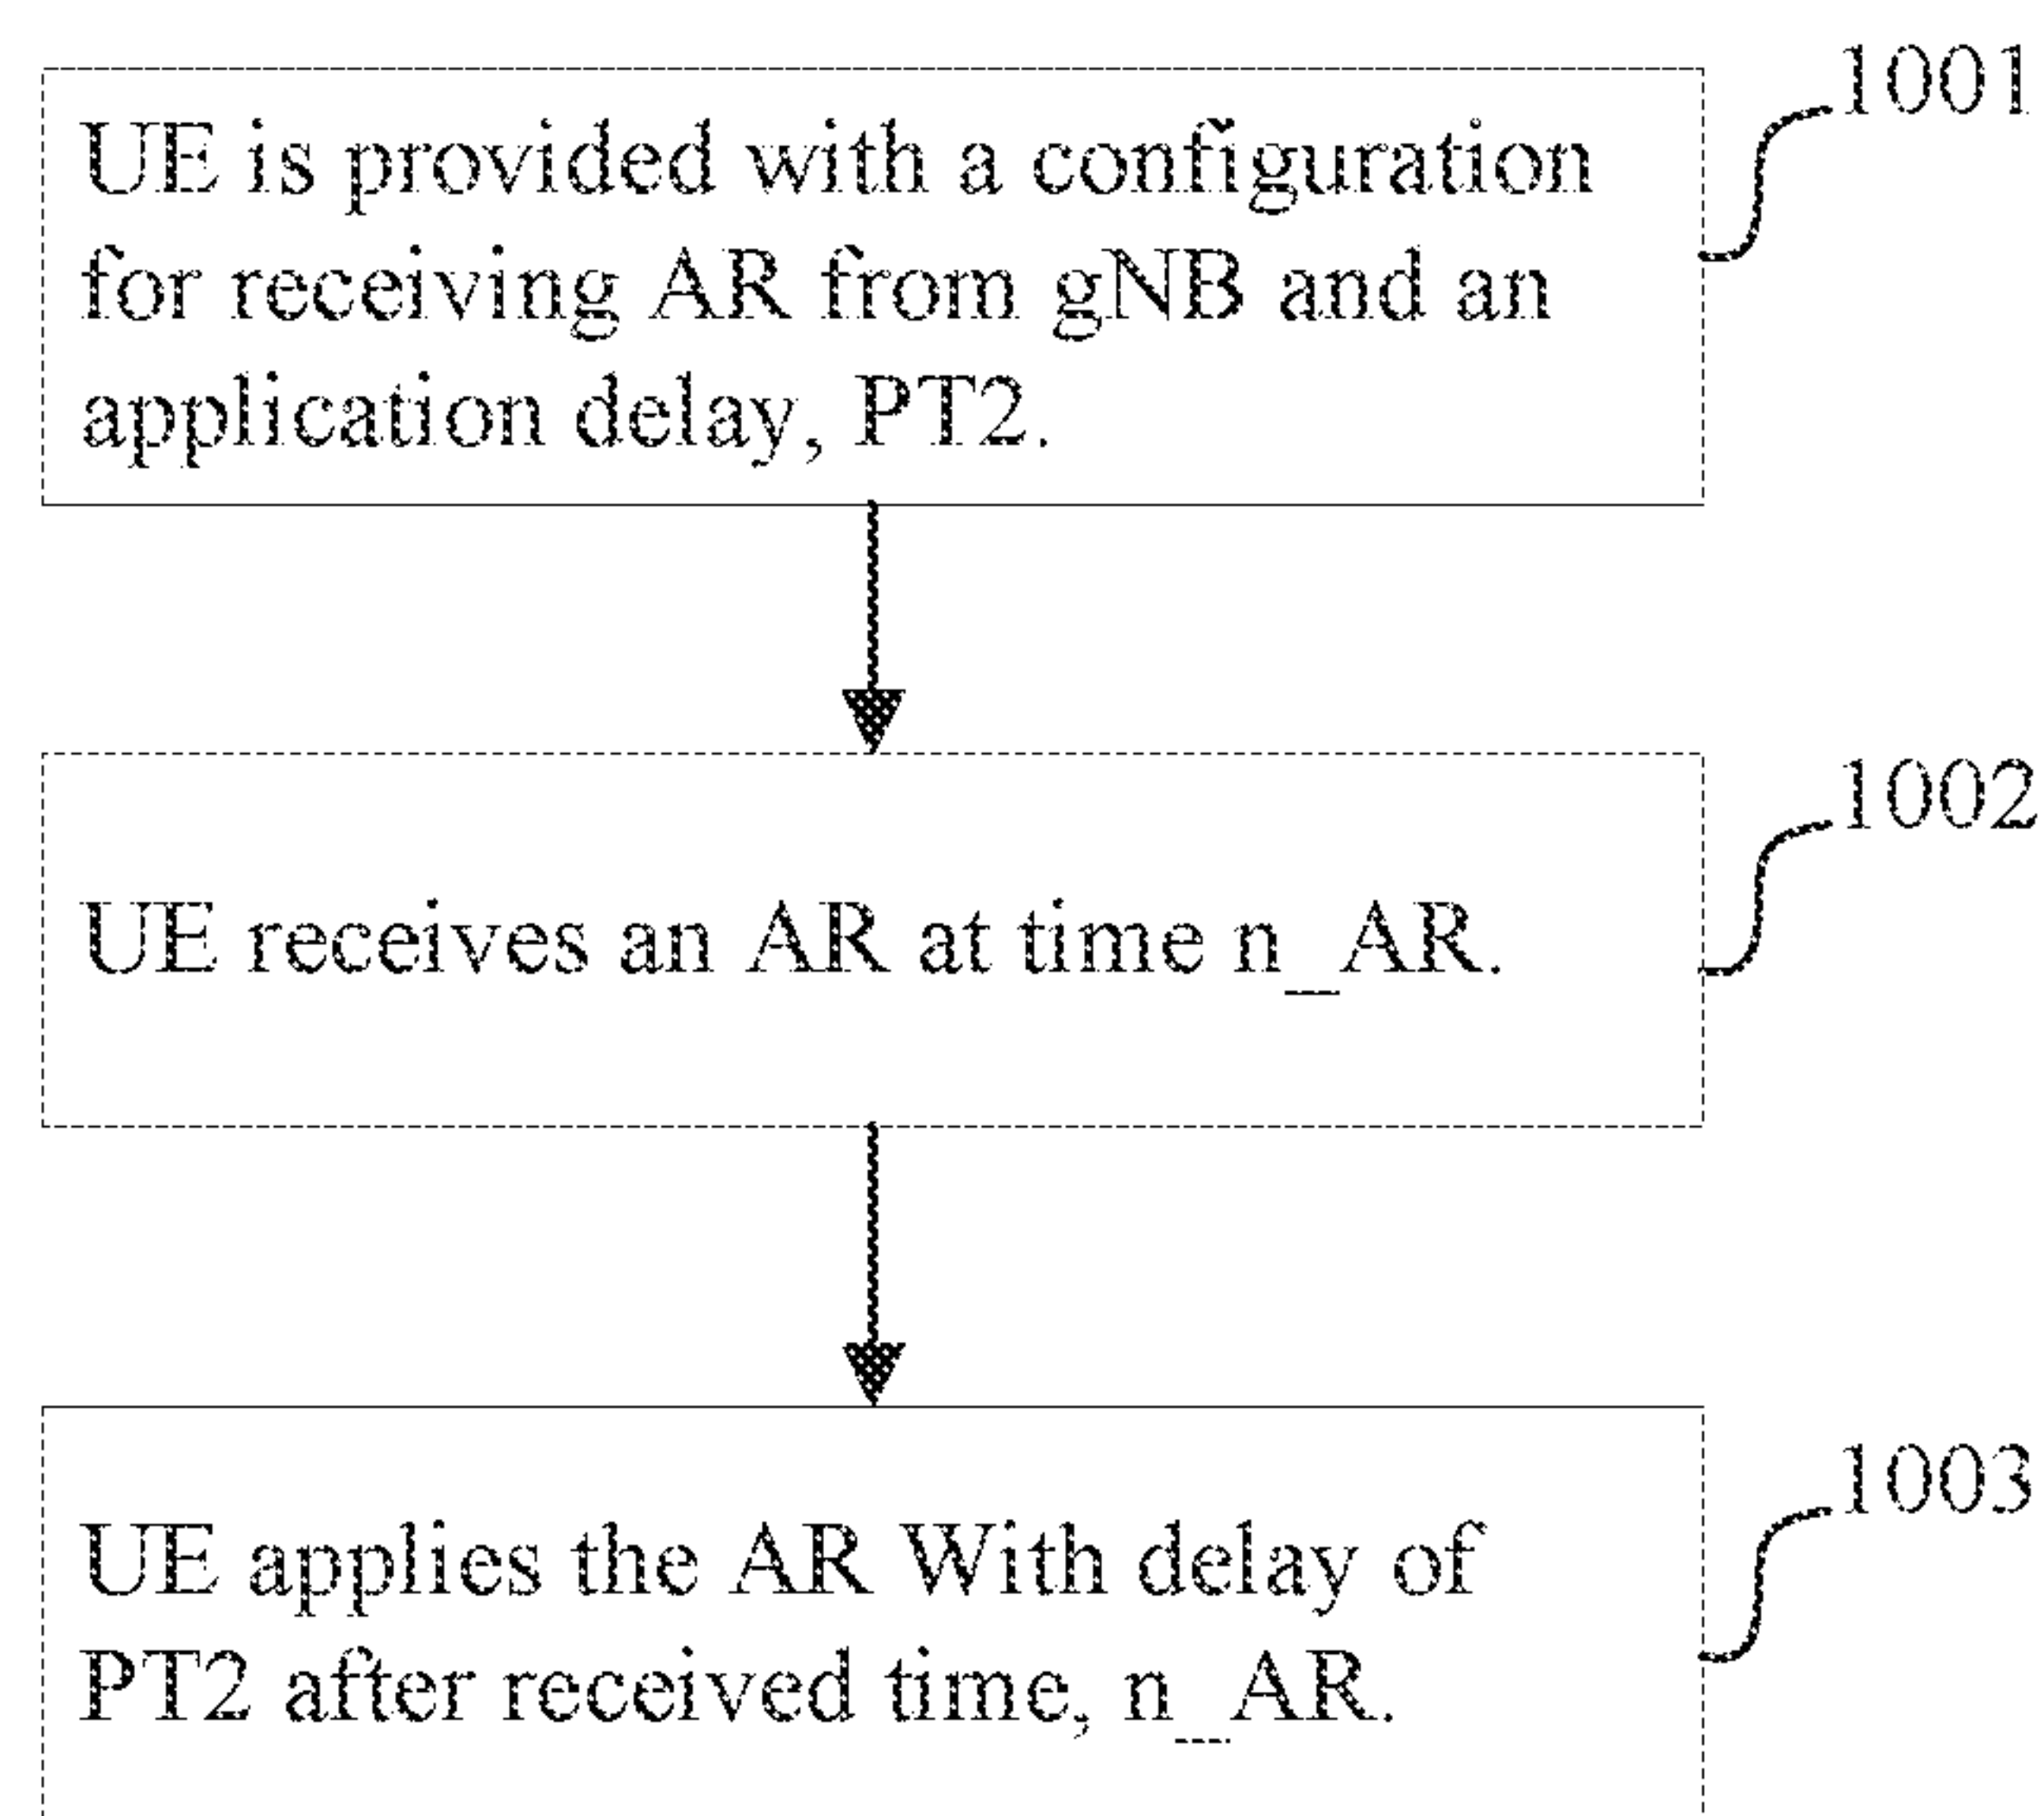 1001
UE is provided with a configuration
for receiving AR from gNB and an
application delay, PT2.
1002
UE receives an AR at time n_AR.
1003
UE applies the AR With delay of
PT2 after received time, n_AR.